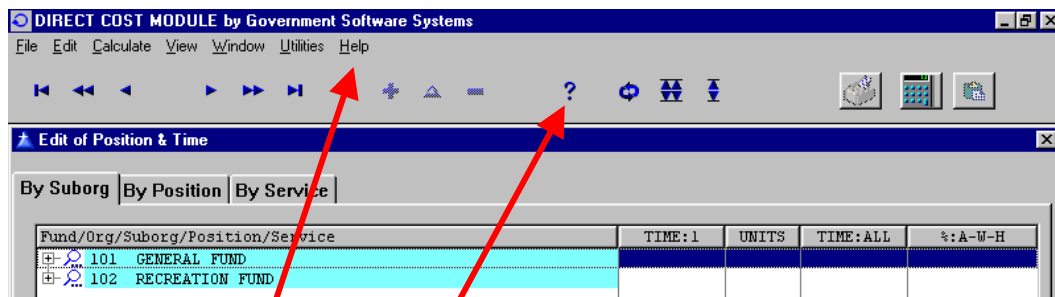 DIRECT COST MODULE by Government Software Systems
File Edit Calculate View Window Utilities Help
?
Edit of Position & Time
By Suborg By Position By Service
Fund/Org/Suborg/Position/Service TIME:1 UNITS TIME:ALL %:A-W-H
101 GENERAL FUND
102 RECREATION FUND